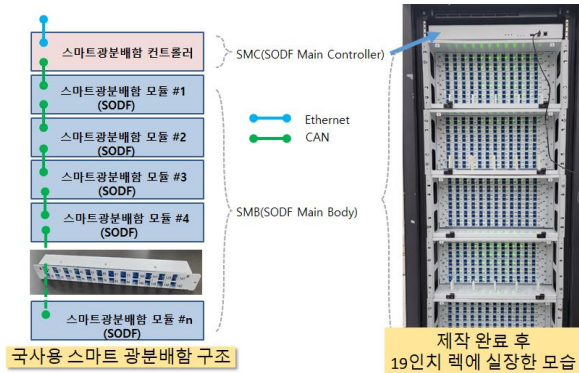 스마트광분배함 컨트롤러
SMC(SODF Main Controller)
스마트광분배함 모듈 #1
(SODF)
스마트광분배함 모듈 #2
(SODF)
스마트광분배함 모듈 #3
(SODF)
스마트광분배함 모듈 #4
(SODF)
스마트광분배함 모듈 #n
(SODF)
Ethernet
CAN
SMB(SODF Main Body)
국사용 스마트 광분배함 구조
제작 완료 후
19인치 렉에 실장한 모습